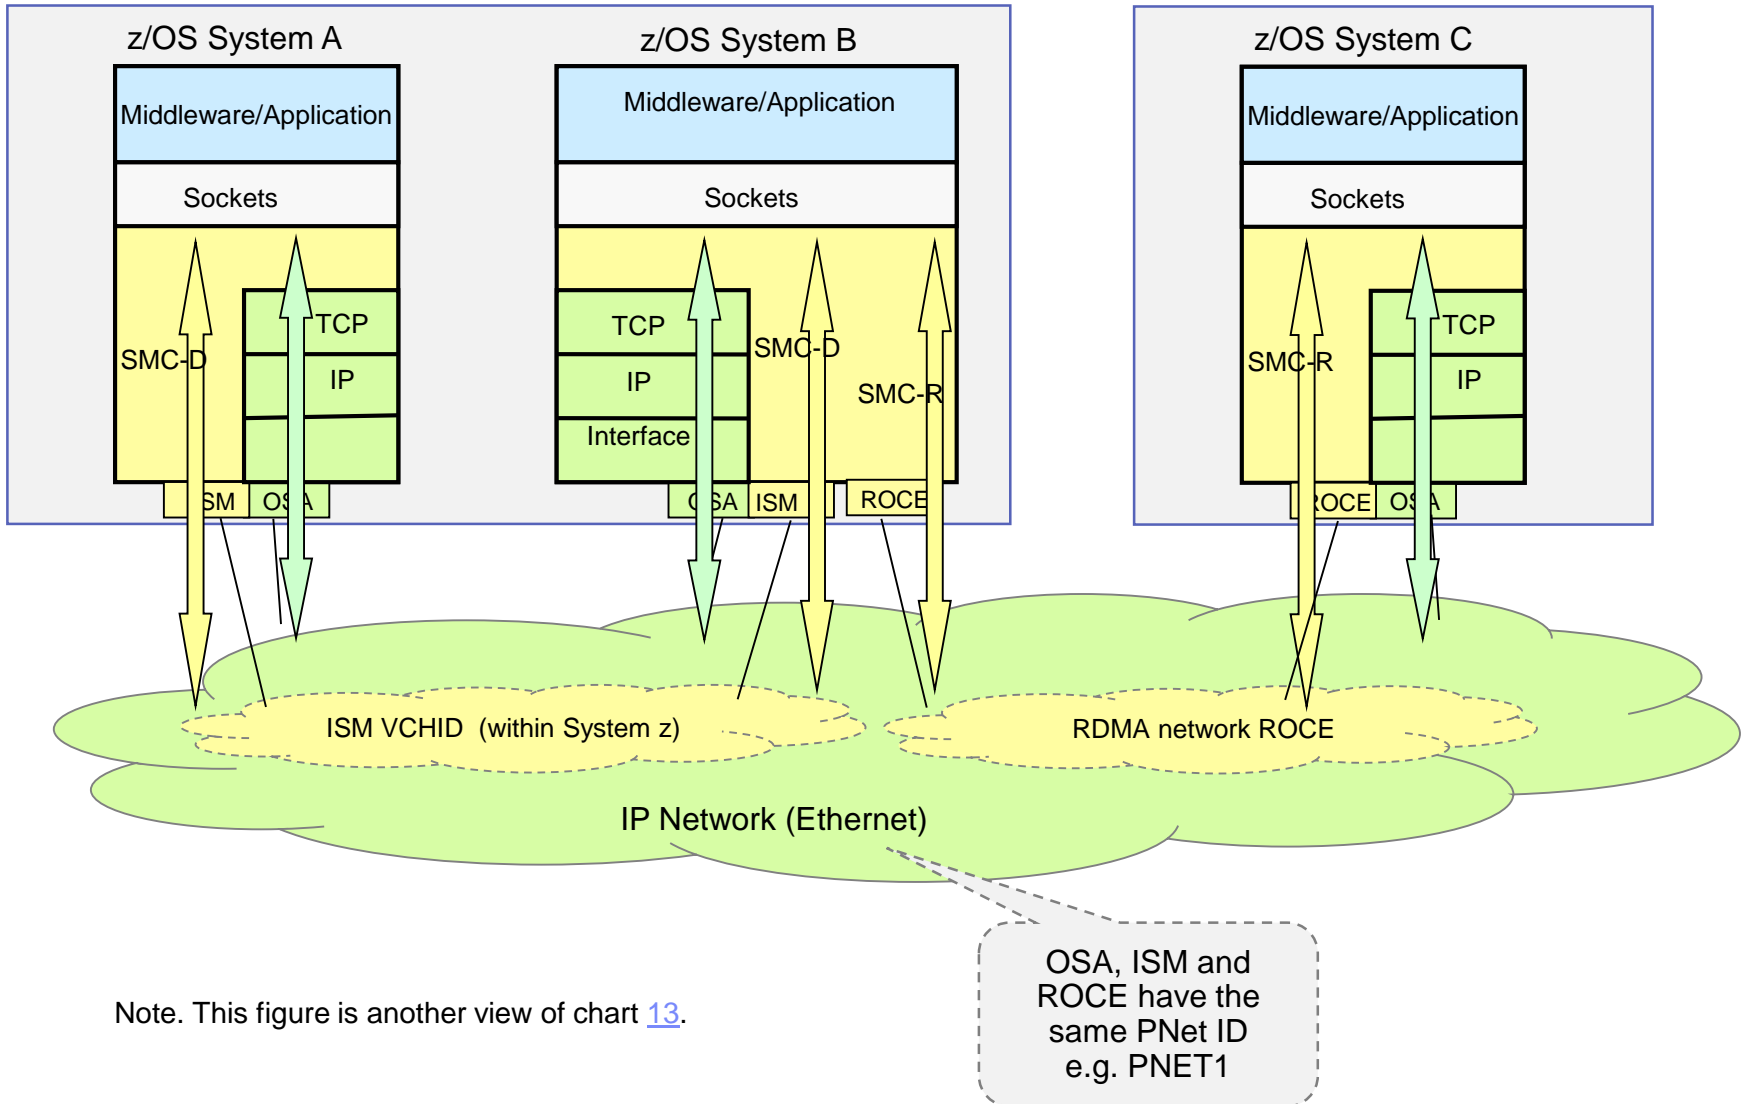 z/OS System A
z/OS System B
z/OS System C
Middleware/Application
Middleware/Application
Middleware/Application
Sockets
Sockets
Sockets
TCP
SMC-D
IP
TCP
SMC-D
IP
SMC-R
Interface
TCP
SMC-R
IP
ISM
OSA
OSA
ISM
ROCE
ROCE
OSA
ISM VCHID (within System z)
RDMA network ROCE
IP Network (Ethernet)
OSA, ISM and
ROCE have the
same PNet ID
e.g. PNET1
Note. This figure is another view of chart 13.